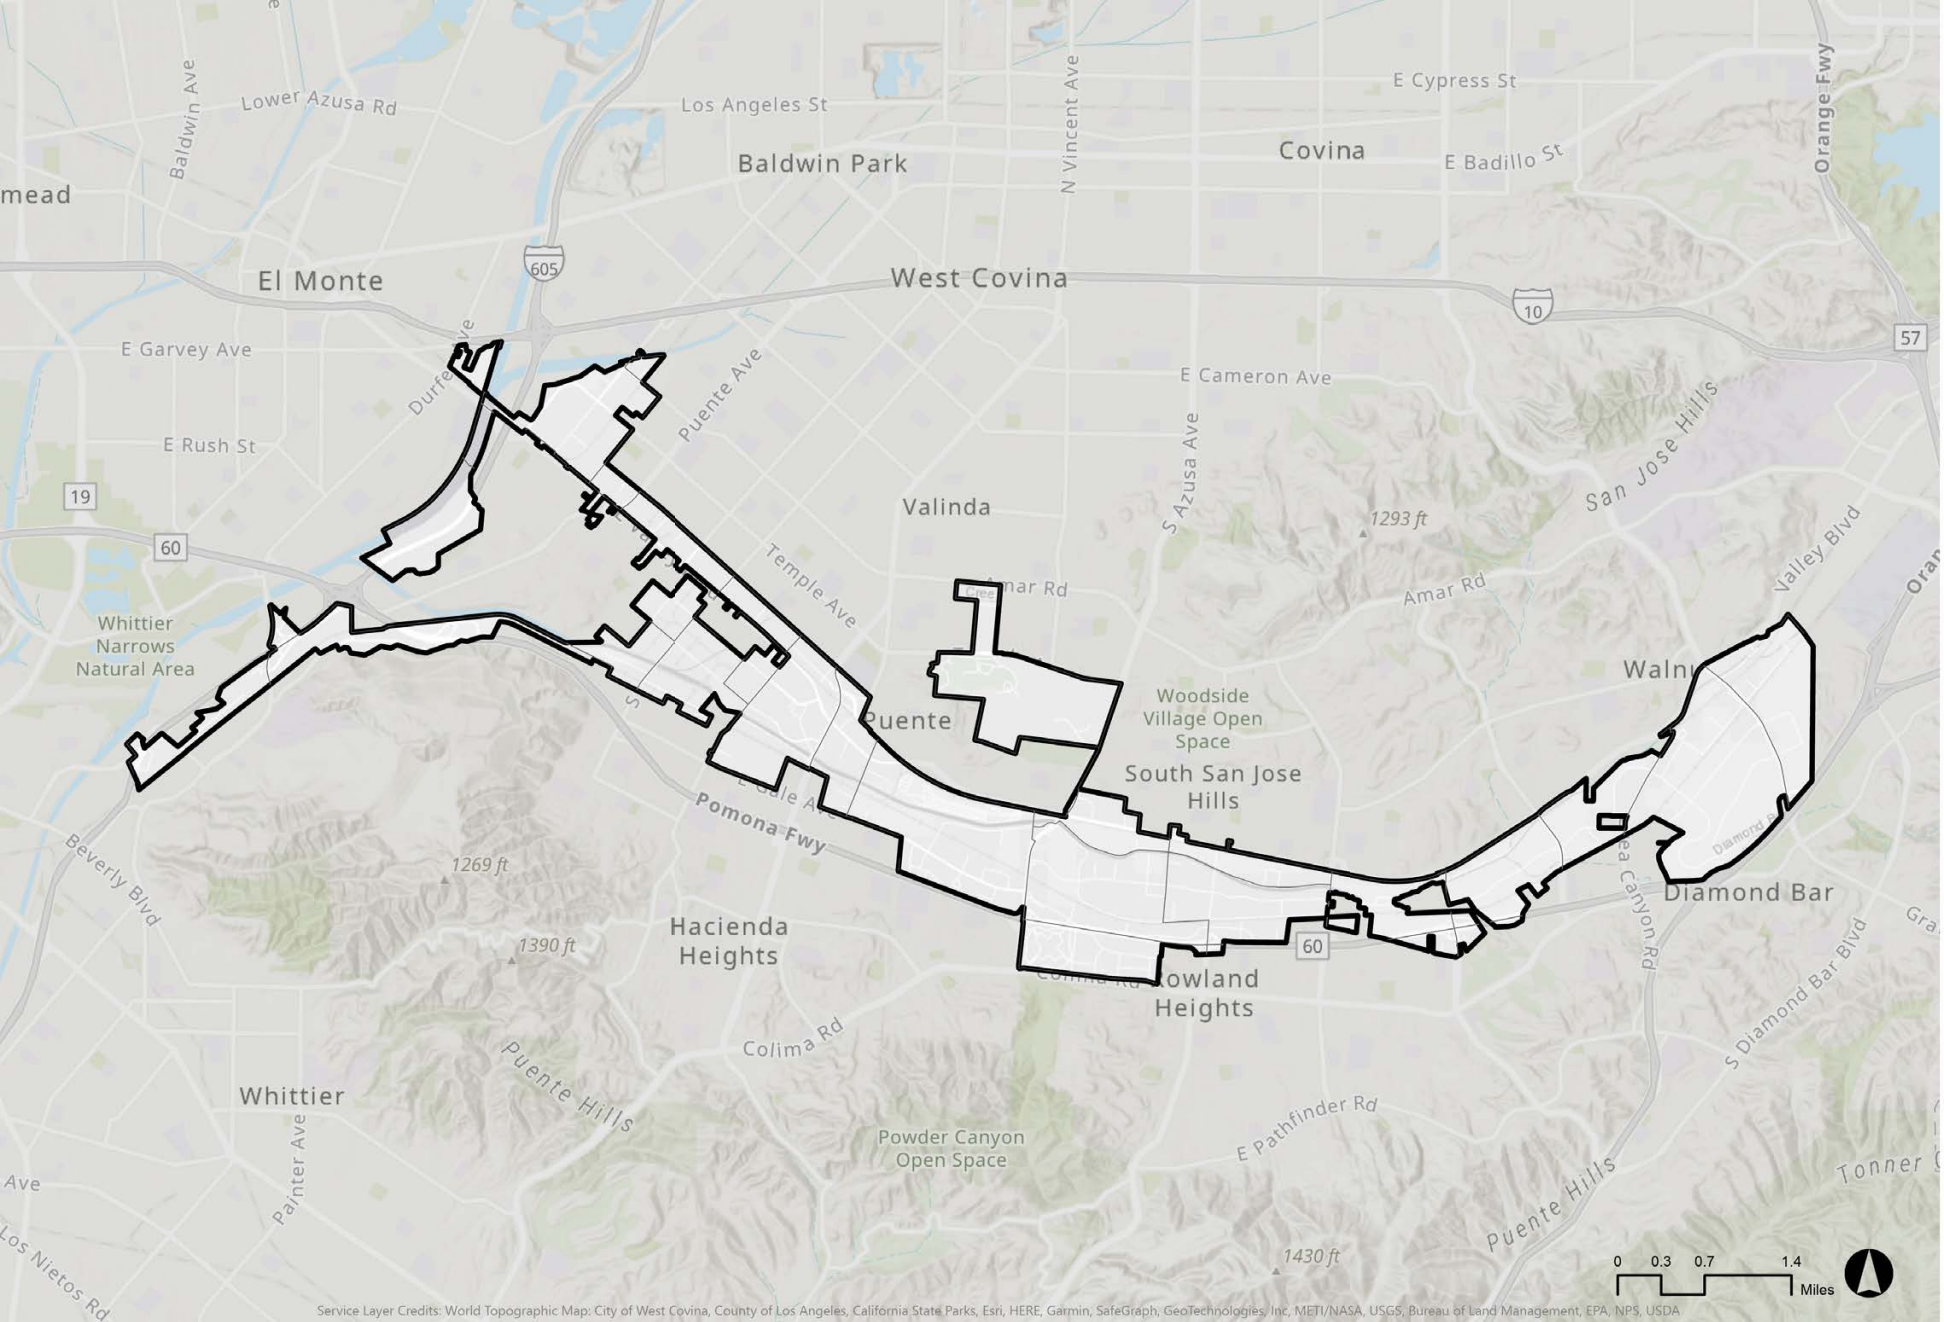 E Cypress St
Orange Fwy
Baldwin Ave
Lower Azusa Rd
Los Angeles St
N Vincent Ave
Covina
E Badillo St
Baldwin Park
mead
605
El Monte
West Covina
10
57
E Garvey Ave
Puente Ave
E Cameron Ave
San Jose Hills
E Rush St
S Azusa Ave
19
Valinda
1293 ft
60
Temple Ave
Valley Blvd
Amar Rd
Amar Rd
Whittier
Narrows
Natural Area
Woodside
Village Open
Space
Puente
South San Jose
Hills
E Gale Ave
Pomona Fwy
Beverly Blvd
1269 ft
Diamond Bar
Hacienda
Heights
1390 ft
60
Rowland
Heights
S Diamond Bar Blvd
Colima Rd
Puente Hills
Whittier
Painter Ave
E Pathfinder Rd
Powder Canyon
Open Space
Puente Hills
Tonner
Ave
Los Nietos Rd
1430 ft
0 0.3 0.7 1.4
Miles
Service Layer Credits: World Topographic Map: City of West Covina, County of Los Angeles, California State Parks, Esri, HERE, Garmin, SafeGraph, GeoTechnologies, Inc, METI/NASA, USGS, Bureau of Land Management, EPA, NPS, USDA